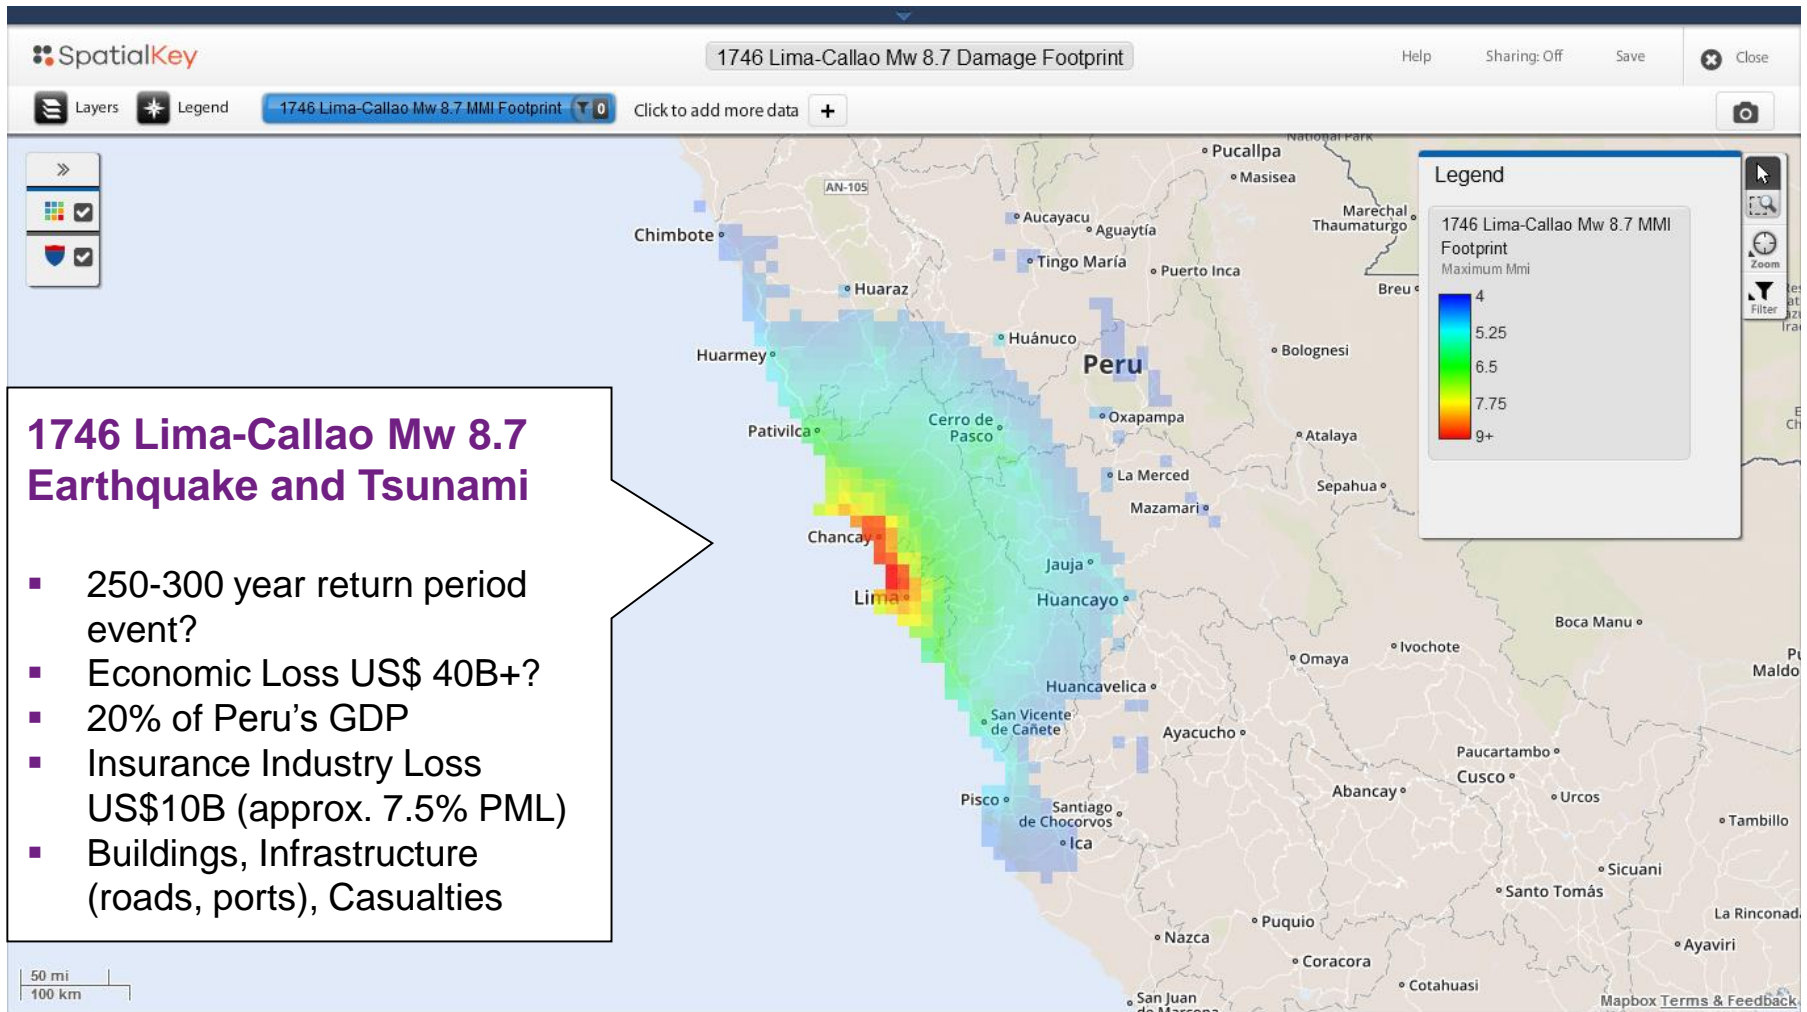 SpatialKey
1746 Lima-Callao Mw 8.7 Damage Footprint
Help
Sharing: Off
Save
Close
Layers
Legend
1746 Lima-Callao Mw 8.7 MMI Footprint
0
Click to add more data
+
National Park
Pucallpa
Masisea
AN-105
Aucayacu
Aguaytía
Marechal
Thaumaturgo
Chimbote
Tingo María
Puerto Inca
Breu
Huaraz
Huánuco
Huarmey
Peru
Bolognesi
Legend
1746 Lima-Callao Mw 8.7 MMI
Footprint
Maximum Mmi
4
5.25
6.5
7.75
9+
Zoom
Filter
1746 Lima-Callao Mw 8.7
Earthquake and Tsunami
250-300 year return period
event?
Economic Loss US$ 40B+?
20% of Peru's GDP
Insurance Industry Loss
US$10B (approx. 7.5% PML)
Buildings, Infrastructure
(roads, ports), Casualties
Pativilca
Cerro de
Pasco
Oxapampa
Atalaya
La Merced
Sepahua
Mazamari
Chancay
Jauja
Lima
Huancayo
Boca Manu
Ivochote
Omaya
Maldo
Huancavelica
San Vicente
de Cañete
Ayacucho
Paucartambo
Cusco
Abancay
Urcos
Pisco
Santiago
de Chocorvos
Tambillo
Ica
Sicuani
Santo Tomás
La Rinconad
Puquio
Nazca
Ayaviri
Coracora
Cotahuasi
San Juan
de Marcona
50 mi
100 km
Mapbox Terms & Feedback